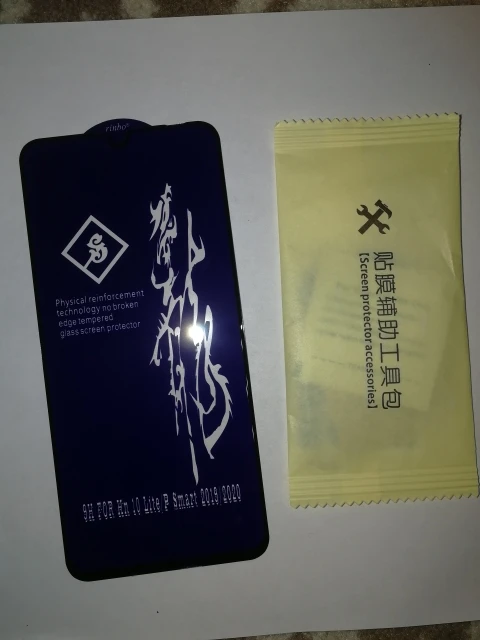 rinbo
Physical reinforcement
technology no broken
edge tempered
glass screen protector
9H FOR Hn 10 Lite P Smart 2019/2020
贴膜辅助工具包
[Screen protector accessories]